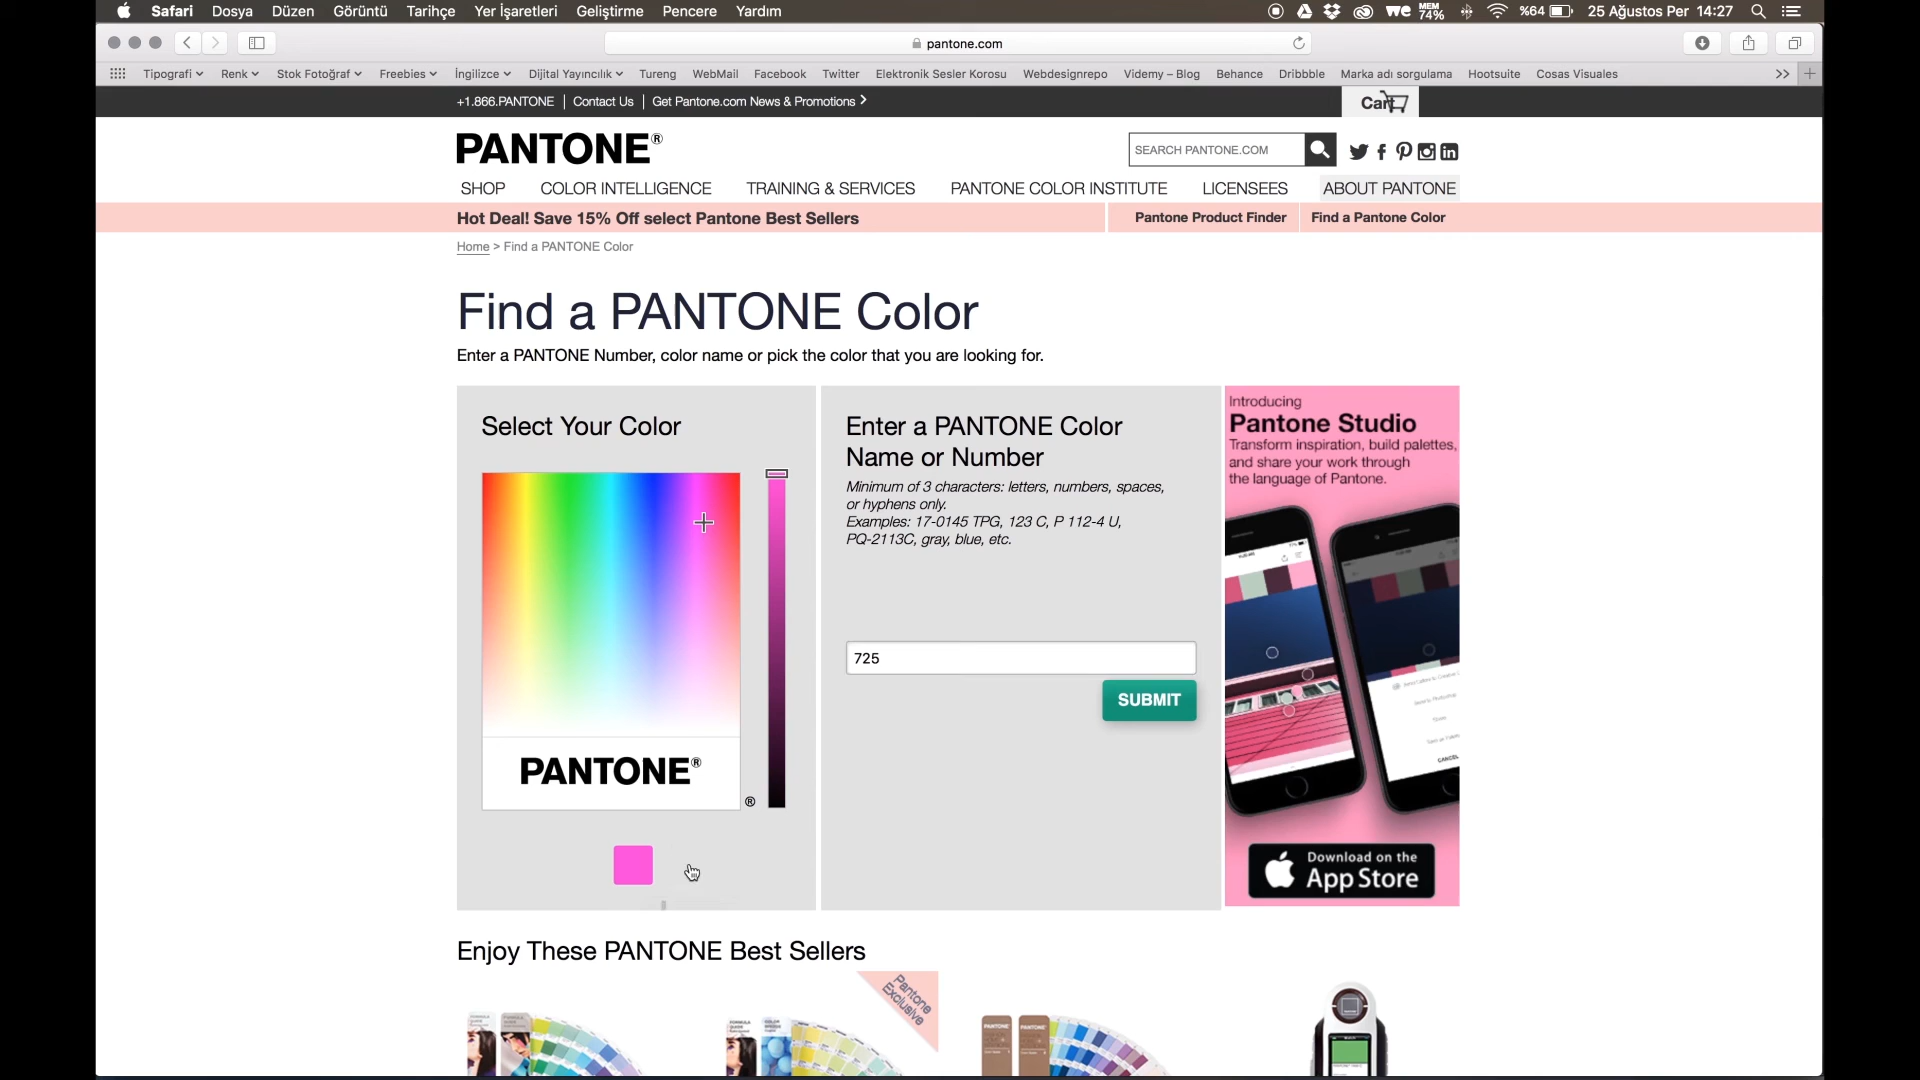 Safari Dosya Düzen Görüntü Tarihçe Yer İşaretleri Geliştirme Pencere Yardım
MEM 74% %64 25 Ağustos Per 14:27
pantone.com
Tipografi Renk Stok Fotoğraf Freebies İngilizce Dijital Yayıncılık Tureng WebMail Facebook Twitter Elektronik Sesler Korosu Webdesignrepo Videmy – Blog Behance Dribbble Marka adı sorgulama Hootsuite Cosas Visuales
+1.866.PANTONE | Contact Us | Get Pantone.com News & Promotions
Cart
PANTONE®
SEARCH PANTONE.COM
SHOP COLOR INTELLIGENCE TRAINING & SERVICES PANTONE COLOR INSTITUTE LICENSEES ABOUT PANTONE
Hot Deal! Save 15% Off select Pantone Best Sellers
Pantone Product Finder
Find a Pantone Color
Home > Find a PANTONE Color
Find a PANTONE Color
Enter a PANTONE Number, color name or pick the color that you are looking for.
Select Your Color
PANTONE®
®
Enter a PANTONE Color
Name or Number
Minimum of 3 characters: letters, numbers, spaces,
or hyphens only.
Examples: 17-0145 TPG, 123 C, P 112-4 U,
PQ-2113C, gray, blue, etc.
725
SUBMIT
Introducing
Pantone Studio
Transform inspiration, build palettes,
and share your work through
the language of Pantone.
Download on the
App Store
Enjoy These PANTONE Best Sellers
Pantone
Exclusive